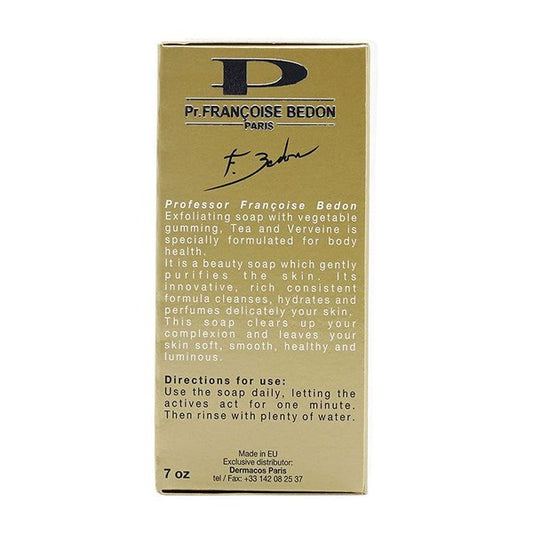 P
Pr.FRANÇOISE BEDON
PARIS
F. Bedon
Professor Françoise Bedon
Exfoliating soap with vegetable
gumming, Tea and Verveine is
specially formulated for body
health.
It is a beauty soap which gently
purifies the skin. Its
innovative, rich consistent
formula cleanses, hydrates and
perfumes delicately your skin.
This soap clears up your
complexion and leaves your
skin soft, smooth, healthy and
luminous.
Directions for use:
Use the soap daily, letting the
actives act for one minute.
Then rinse with plenty of water.
Made in EU
Exclusive distributor:
Dermacos Paris
tel / Fax: +33 142 08 25 37
7 oz